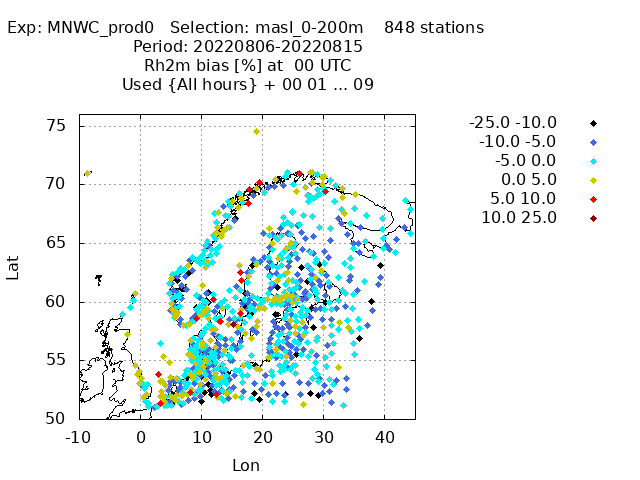 Exp: MNWC_prod0   Selection: masl_0-200m    848 stations
Period: 20220806-20220815
Rh2m bias [%] at  00 UTC
Used {All hours} + 00 01 ... 09
-25.0 -10.0
-10.0 -5.0
-5.0 0.0
0.0 5.0
5.0 10.0
10.0 25.0
75
70
65
60
55
50
Lat
-10 0 10 20 30 40
Lon